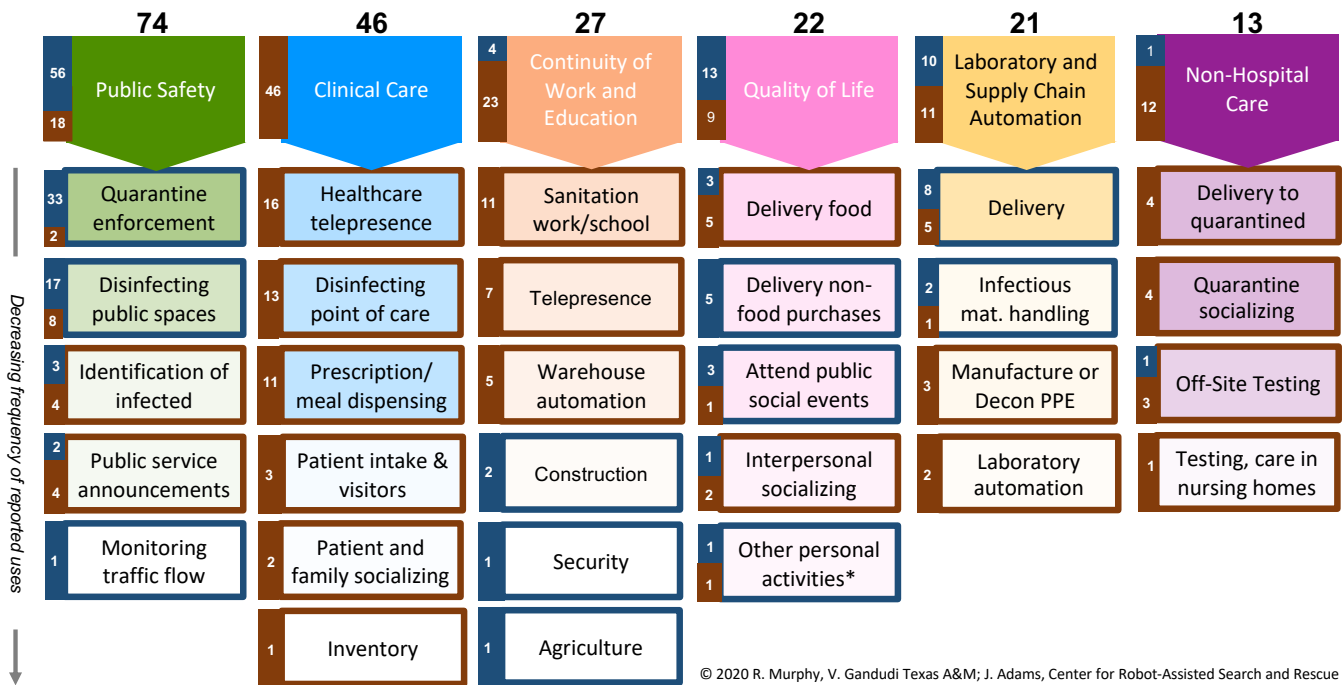 74
46
27
22
21
13
56
18
Public Safety
46
Clinical Care
4
23
Continuity of
Work and
Education
13
9
Quality of Life
10
11
Laboratory and
Supply Chain
Automation
1
12
Non-Hospital
Care
Decreasing frequency of reported uses
33
2
Quarantine
enforcement
16
Healthcare
telepresence
11
Sanitation
work/school
3
5
Delivery food
8
5
Delivery
4
Delivery to
quarantined
17
8
Disinfecting
public spaces
13
Disinfecting
point of care
7
Telepresence
5
Delivery non-
food purchases
2
1
Infectious
mat. handling
4
Quarantine
socializing
3
4
Identification of
infected
11
Prescription/
meal dispensing
5
Warehouse
automation
3
1
Attend public
social events
3
Manufacture or
Decon PPE
1
3
Off-Site Testing
2
4
Public service
announcements
3
Patient intake &
visitors
2
Construction
1
2
Interpersonal
socializing
2
Laboratory
automation
1
Testing, care in
nursing homes
1
Monitoring
traffic flow
2
Patient and
family socializing
1
Security
1
1
Other personal
activities*
1
Inventory
1
Agriculture
© 2020 R. Murphy, V. Gandudi Texas A&M; J. Adams, Center for Robot-Assisted Search and Rescue